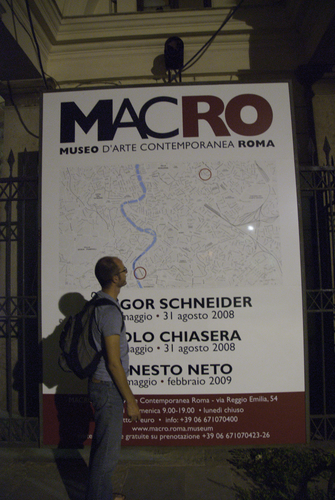 MACRO
MUSEO D'ARTE CONTEMPORANEA ROMA
GOR SCHNEIDER
maggio • 31 agosto 2008
OLO CHIASERA
maggio • 31 agosto 2008
NESTO NETO
maggio • febbraio 2009
Contemporanea Roma - via Reggio Emilia, 54
9.00-19.00 • lunedì chiuso
euro • info: +39 06 671070400
www.macro.roma.museum
gratuite su prenotazione +39 06 671070423-26